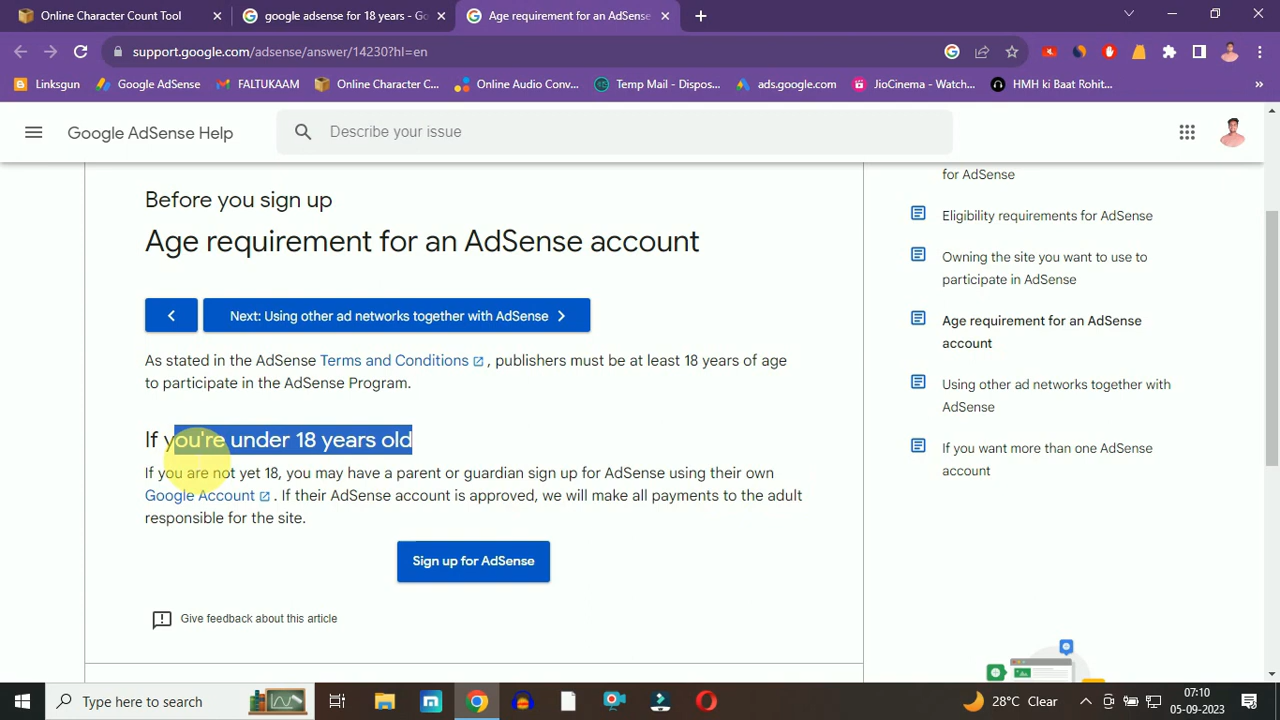 Online Character Count Tool
google adsense for 18 years - Go
Age requirement for an AdSense
support.google.com/adsense/answer/14230?hl=en
Linksgun
Google AdSense
FALTUKAAM
Online Character C...
Online Audio Conv...
Temp Mail - Dispos...
ads.google.com
JioCinema - Watch...
HMH ki Baat Rohit...
»
Google AdSense Help
Describe your issue
Before you sign up
Age requirement for an AdSense account
Next: Using other ad networks together with AdSense
As stated in the AdSense Terms and Conditions , publishers must be at least 18 years of age
to participate in the AdSense Program.
If you're under 18 years old
If you are not yet 18, you may have a parent or guardian sign up for AdSense using their own
Google Account . If their AdSense account is approved, we will make all payments to the adult
responsible for the site.
Sign up for AdSense
Give feedback about this article
for AdSense
Eligibility requirements for AdSense
Owning the site you want to use to
participate in AdSense
Age requirement for an AdSense
account
Using other ad networks together with
AdSense
If you want more than one AdSense
account
Type here to search
28°C Clear
07:10
05-09-2023